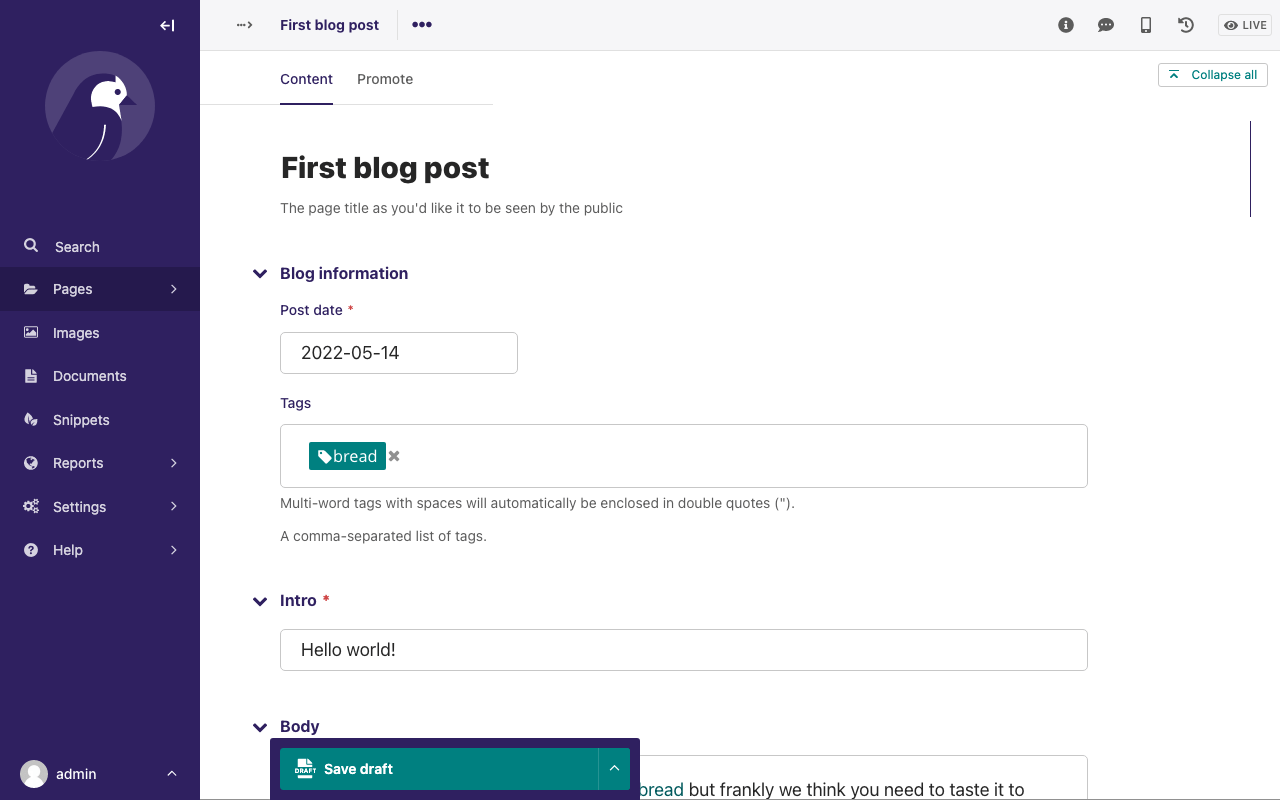 First blog post
LIVE
Content
Promote
Collapse all
First blog post
The page title as you'd like it to be seen by the public
Search
Pages
Images
Documents
Snippets
Reports
Settings
Help
admin
Blog information
Post date *
2022-05-14
Tags
bread
Multi-word tags with spaces will automatically be enclosed in double quotes (").
A comma-separated list of tags.
Intro *
Hello world!
Body
DRAFT
Save draft
bread but frankly we think you need to taste it to